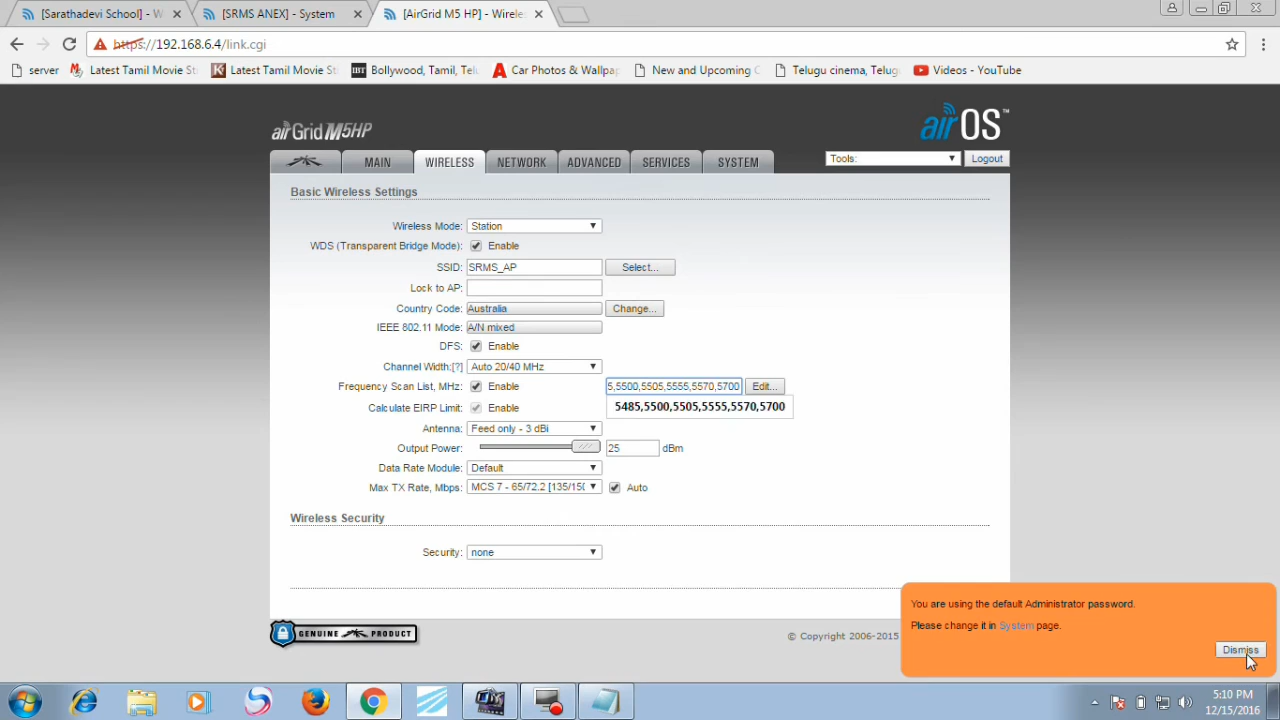 [Sarathadevi School] - W
[SRMS ANEX] - System
[AirGrid M5 HP] - Wirele
https://192.168.6.4/link.cgi
server
Latest Tamil Movie St
Latest Tamil Movie St
IBT
Bollywood, Tamil, Tel
Car Photos & Wallpap
New and Upcoming C
Telugu cinema, Telug
Videos - YouTube
airGrid M5HP
airOS™
MAIN
WIRELESS
NETWORK
ADVANCED
SERVICES
SYSTEM
Tools:
Logout
Basic Wireless Settings
Wireless Mode: Station
WDS (Transparent Bridge Mode): Enable
SSID: SRMS_AP Select...
Lock to AP:
Country Code: Australia Change...
IEEE 802.11 Mode: A/N mixed
DFS: Enable
Channel Width:[?] Auto 20/40 MHz
Frequency Scan List, MHz: Enable 5,5500,5505,5555,5570,5700 Edit...
Calculate EIRP Limit: Enable 5485,5500,5505,5555,5570,5700
Antenna: Feed only - 3 dBi
Output Power: 25 dBm
Data Rate Module: Default
Max TX Rate, Mbps: MCS 7 - 65/72.2 [135/150 Auto
Wireless Security
Security: none
GENUINE PRODUCT
© Copyright 2006-2015
You are using the default Administrator password.
Please change it in System page.
Dismiss
5:10 PM
12/15/2016